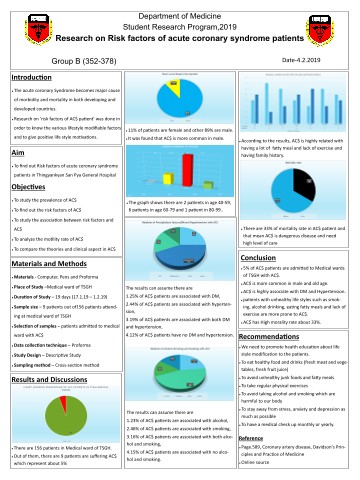 Department of Medicine
Student Research Program,2019
Research on Risk factors of acute coronary syndrome patients
Group B (352-378)
Date-4.2.2019
Introduction
The acute coronary Syndrome becomes major cause
of morbidity and mortality in both developing and
developed countries.
Research on 'risk factors of ACS patient' was done in
order to know the various lifestyle modifiable factors
and to give positive life style motivations.
Aim
To find out Risk factors of acute coronary syndrome
patients in Thingyankyun San Pya General Hospital
Objectives
To study the prevalence of ACS
To find out the risk factors of ACS
To study the association between risk factors and
ACS
To analyze the motility rate of ACS
To compare the theories and clinical aspect in ACS
Materials and Methods
Materials - Computer, Pens and Proforma
Place of Study -Medical ward of TSGH
Duration of Study – 19 days (17.1.19 – 1.2.19)
Sample size – 9 patients out of 156 patients attend-
ing at medical ward of TSGH
Selection of samples – patients admitted to medical
ward with ACS
Data collection technique – Proforma
Study Design – Descriptive Study
Sampling method – Cross-section method
Results and Discussions
There are 156 patients in Medical ward of TSGH.
Out of them, there are 9 patients are suffering ACS
which represent about 5%
11% of patients are female and other 89% are male.
It was found that ACS is more common in male.
The graph shows there are 2 patients in age 40-59,
6 patients in age 60-79 and 1 patient in 80-99.
The results can assume there are
1.25% of ACS patients are associated with DM,
2.44% of ACS patients are associated with hyperten-
sion,
3.19% of ACS patients are associated with both DM
and hypertension,
4.12% of ACS patients have no DM and hypertension.
The results can assume there are
1.23% of ACS patients are associated with alcohol,
2.46% of ACS patients are associated with smoking,
3.16% of ACS patients are associated with both alco-
hol and smoking,
4.15% of ACS patients are associated with no alco-
hol and smoking.
According to the results, ACS is highly related with
having a lot of fatty meal and lack of exercise and
having family history.
There are 33% of mortality rate in ACS patient and
that mean ACS is dangerous disease and need
high level of care
Conclusion
5% of ACS patients are admitted to Medical wards
of TSGH with ACS.
ACS is more common in male and old age.
ACS is highly associate with DM and Hypertension.
patients with unhealthy life styles such as smok-
ing, alcohol drinking, eating fatty meals and lack of
exercise are more prone to ACS.
ACS has High morality rate about 33%.
Recommendations
We need to promote health education about life
style modification to the patients.
To eat healthy food and drinks (fresh meat and vege-
tables, fresh fruit juice)
To avoid unhealthy junk foods and fatty meals
To take regular physical exercises
To avoid taking alcohol and smoking which are
harmful to our body
To stay away from stress, anxiety and depression as
much as possible
To have a medical check up monthly or yearly.
Reference
Page.589, Coronary artery disease, Davidson's Prin-
ciples and Practice of Medicine
Online source